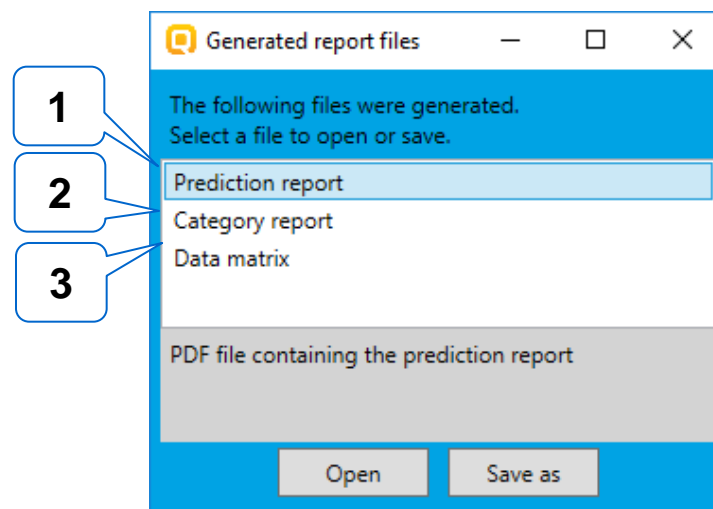 Generated report files
1
The following files were generated.
Select a file to open or save.
Prediction report
2
Category report
3
Data matrix
PDF file containing the prediction report
Open
Save as